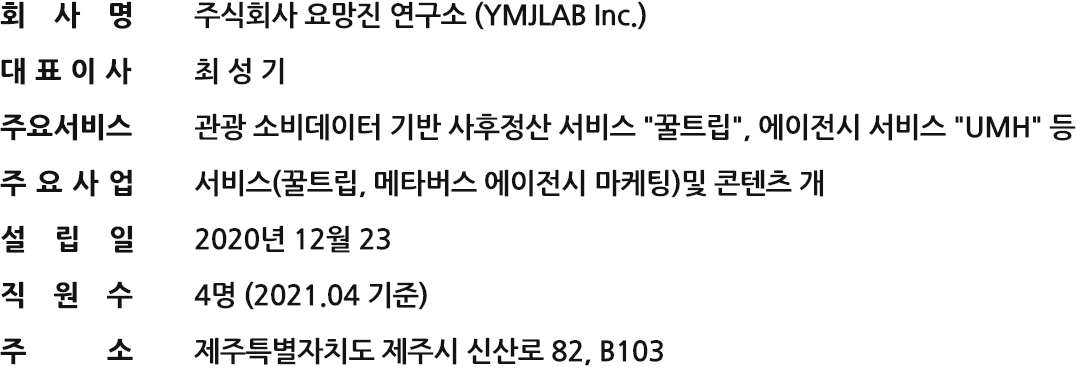 회 사 명 주식회사 요망진 연구소 (YMJLAB Inc.)
대 표 이 사 최 성 기
주요서비스 관광 소비데이터 기반 사후정산 서비스 "꿀트립", 에이전시 서비스 "UMH" 등
주 요 사 업 서비스(꿀트립, 메타버스 에이전시 마케팅)및 콘텐츠 개
설 립 일 2020년 12월 23
직 원 수 4명 (2021.04 기준)
주 소 제주특별자치도 제주시 신산로 82, B103